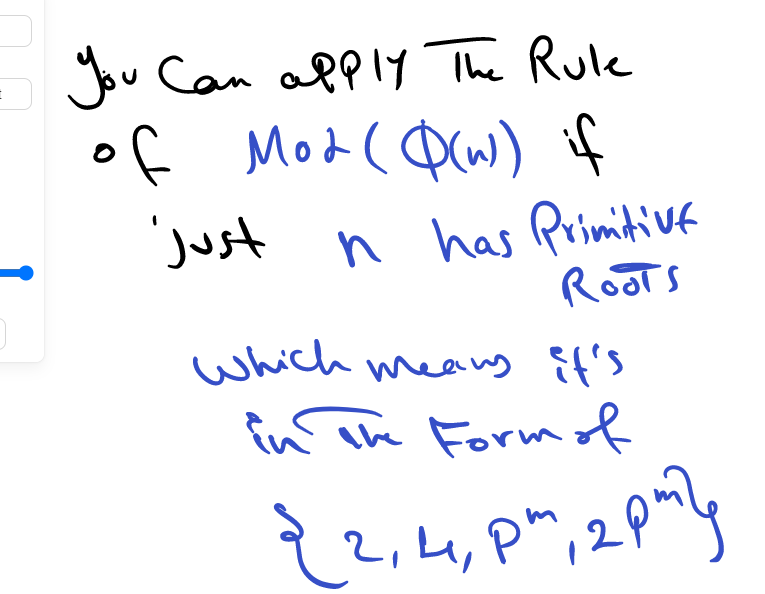 You Can apply The Rule
of Mod(Φ(n)) if
just n has Primitive
Roots
which means it's
in the Form of
{2, 4, p^m, 2p^m}
t